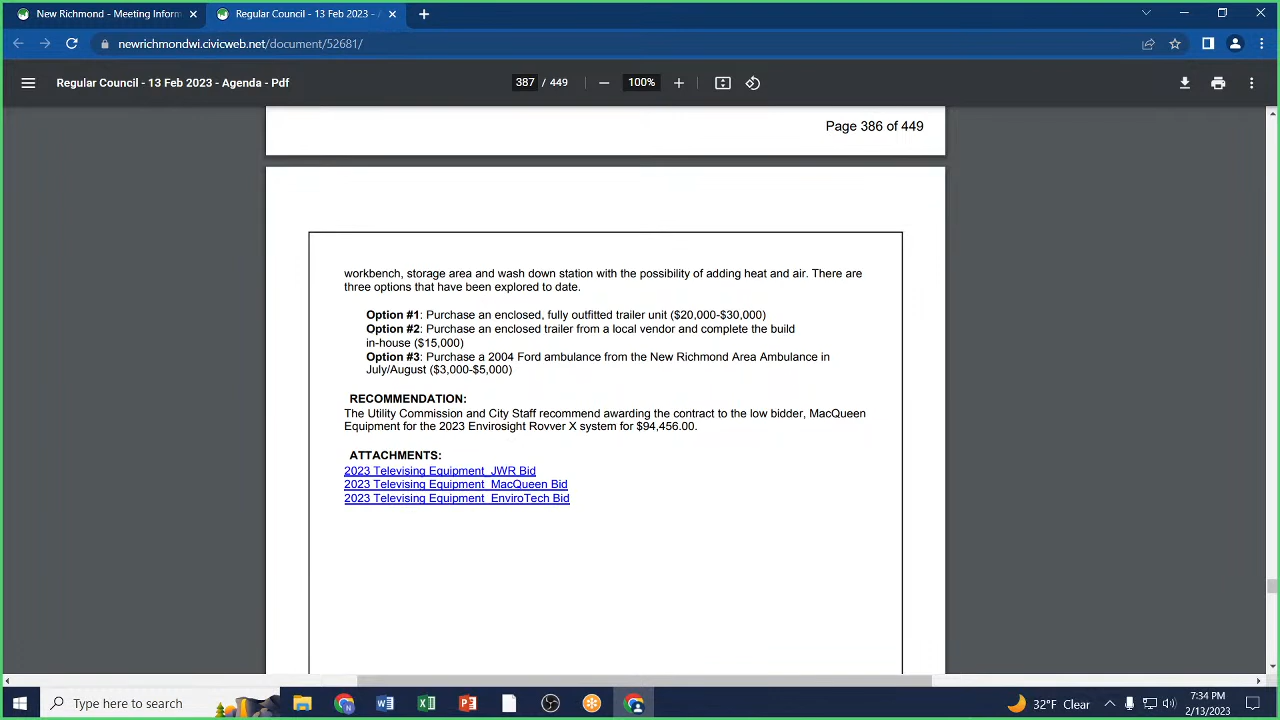 New Richmond - Meeting Inform
Regular Council - 13 Feb 2023 - /
newrichmondwi.civicweb.net/document/52681/
Regular Council - 13 Feb 2023 - Agenda - Pdf
387 / 449
100%
Page 386 of 449
workbench, storage area and wash down station with the possibility of adding heat and air. There are
three options that have been explored to date.
Option #1: Purchase an enclosed, fully outfitted trailer unit ($20,000-$30,000)
Option #2: Purchase an enclosed trailer from a local vendor and complete the build
in-house ($15,000)
Option #3: Purchase a 2004 Ford ambulance from the New Richmond Area Ambulance in
July/August ($3,000-$5,000)
RECOMMENDATION:
The Utility Commission and City Staff recommend awarding the contract to the low bidder, MacQueen
Equipment for the 2023 Envirosight Rovver X system for $94,456.00.
ATTACHMENTS:
2023 Televising Equipment_JWR Bid
2023 Televising Equipment_MacQueen Bid
2023 Televising Equipment_EnviroTech Bid
Type here to search
32°F Clear
7:34 PM
2/13/2023